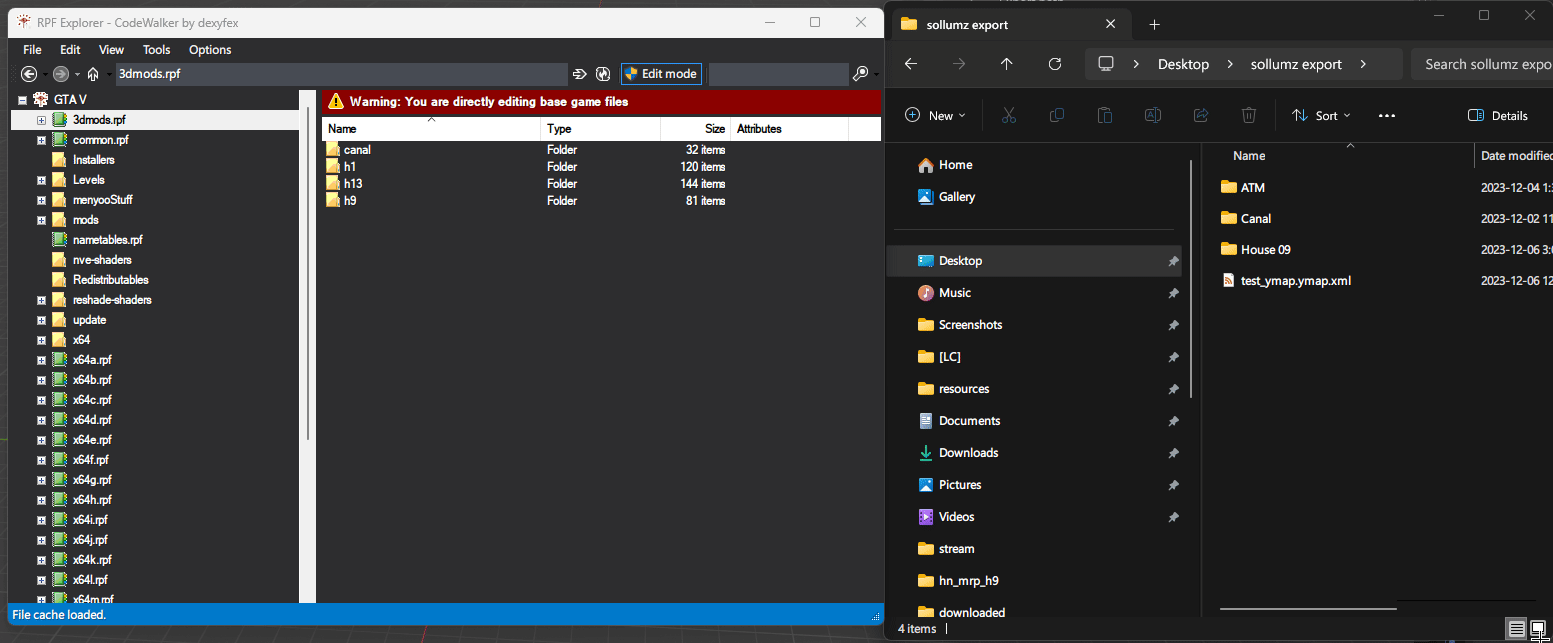 RPF Explorer - CodeWalker by dexyfex
File Edit View Tools Options
3dmods.rpf
Edit mode
GTA V
3dmods.rpf
common.rpf
Installers
Levels
menyooStuff
mods
nametables.rpf
nve-shaders
Redistributables
reshade-shaders
update
x64
x64a.rpf
x64b.rpf
x64c.rpf
x64d.rpf
x64e.rpf
x64f.rpf
x64g.rpf
x64h.rpf
x64i.rpf
x64j.rpf
x64k.rpf
x64l.rpf
x64m.rpf
Warning: You are directly editing base game files
Name Type Size Attributes
canal Folder 32 items
h1 Folder 120 items
h13 Folder 144 items
h9 Folder 81 items
File cache loaded.
sollumz export
Desktop sollumz export
Search sollumz expo
New Sort Details
Home
Gallery
Desktop
Music
Screenshots
[LC]
resources
Documents
Downloads
Pictures
Videos
stream
hn_mrp_h9
downloaded
Name Date modified
ATM 2023-12-04 1:
Canal 2023-12-02 11
House 09 2023-12-06 3:0
test_ymap.ymap.xml 2023-12-06 12
4 items